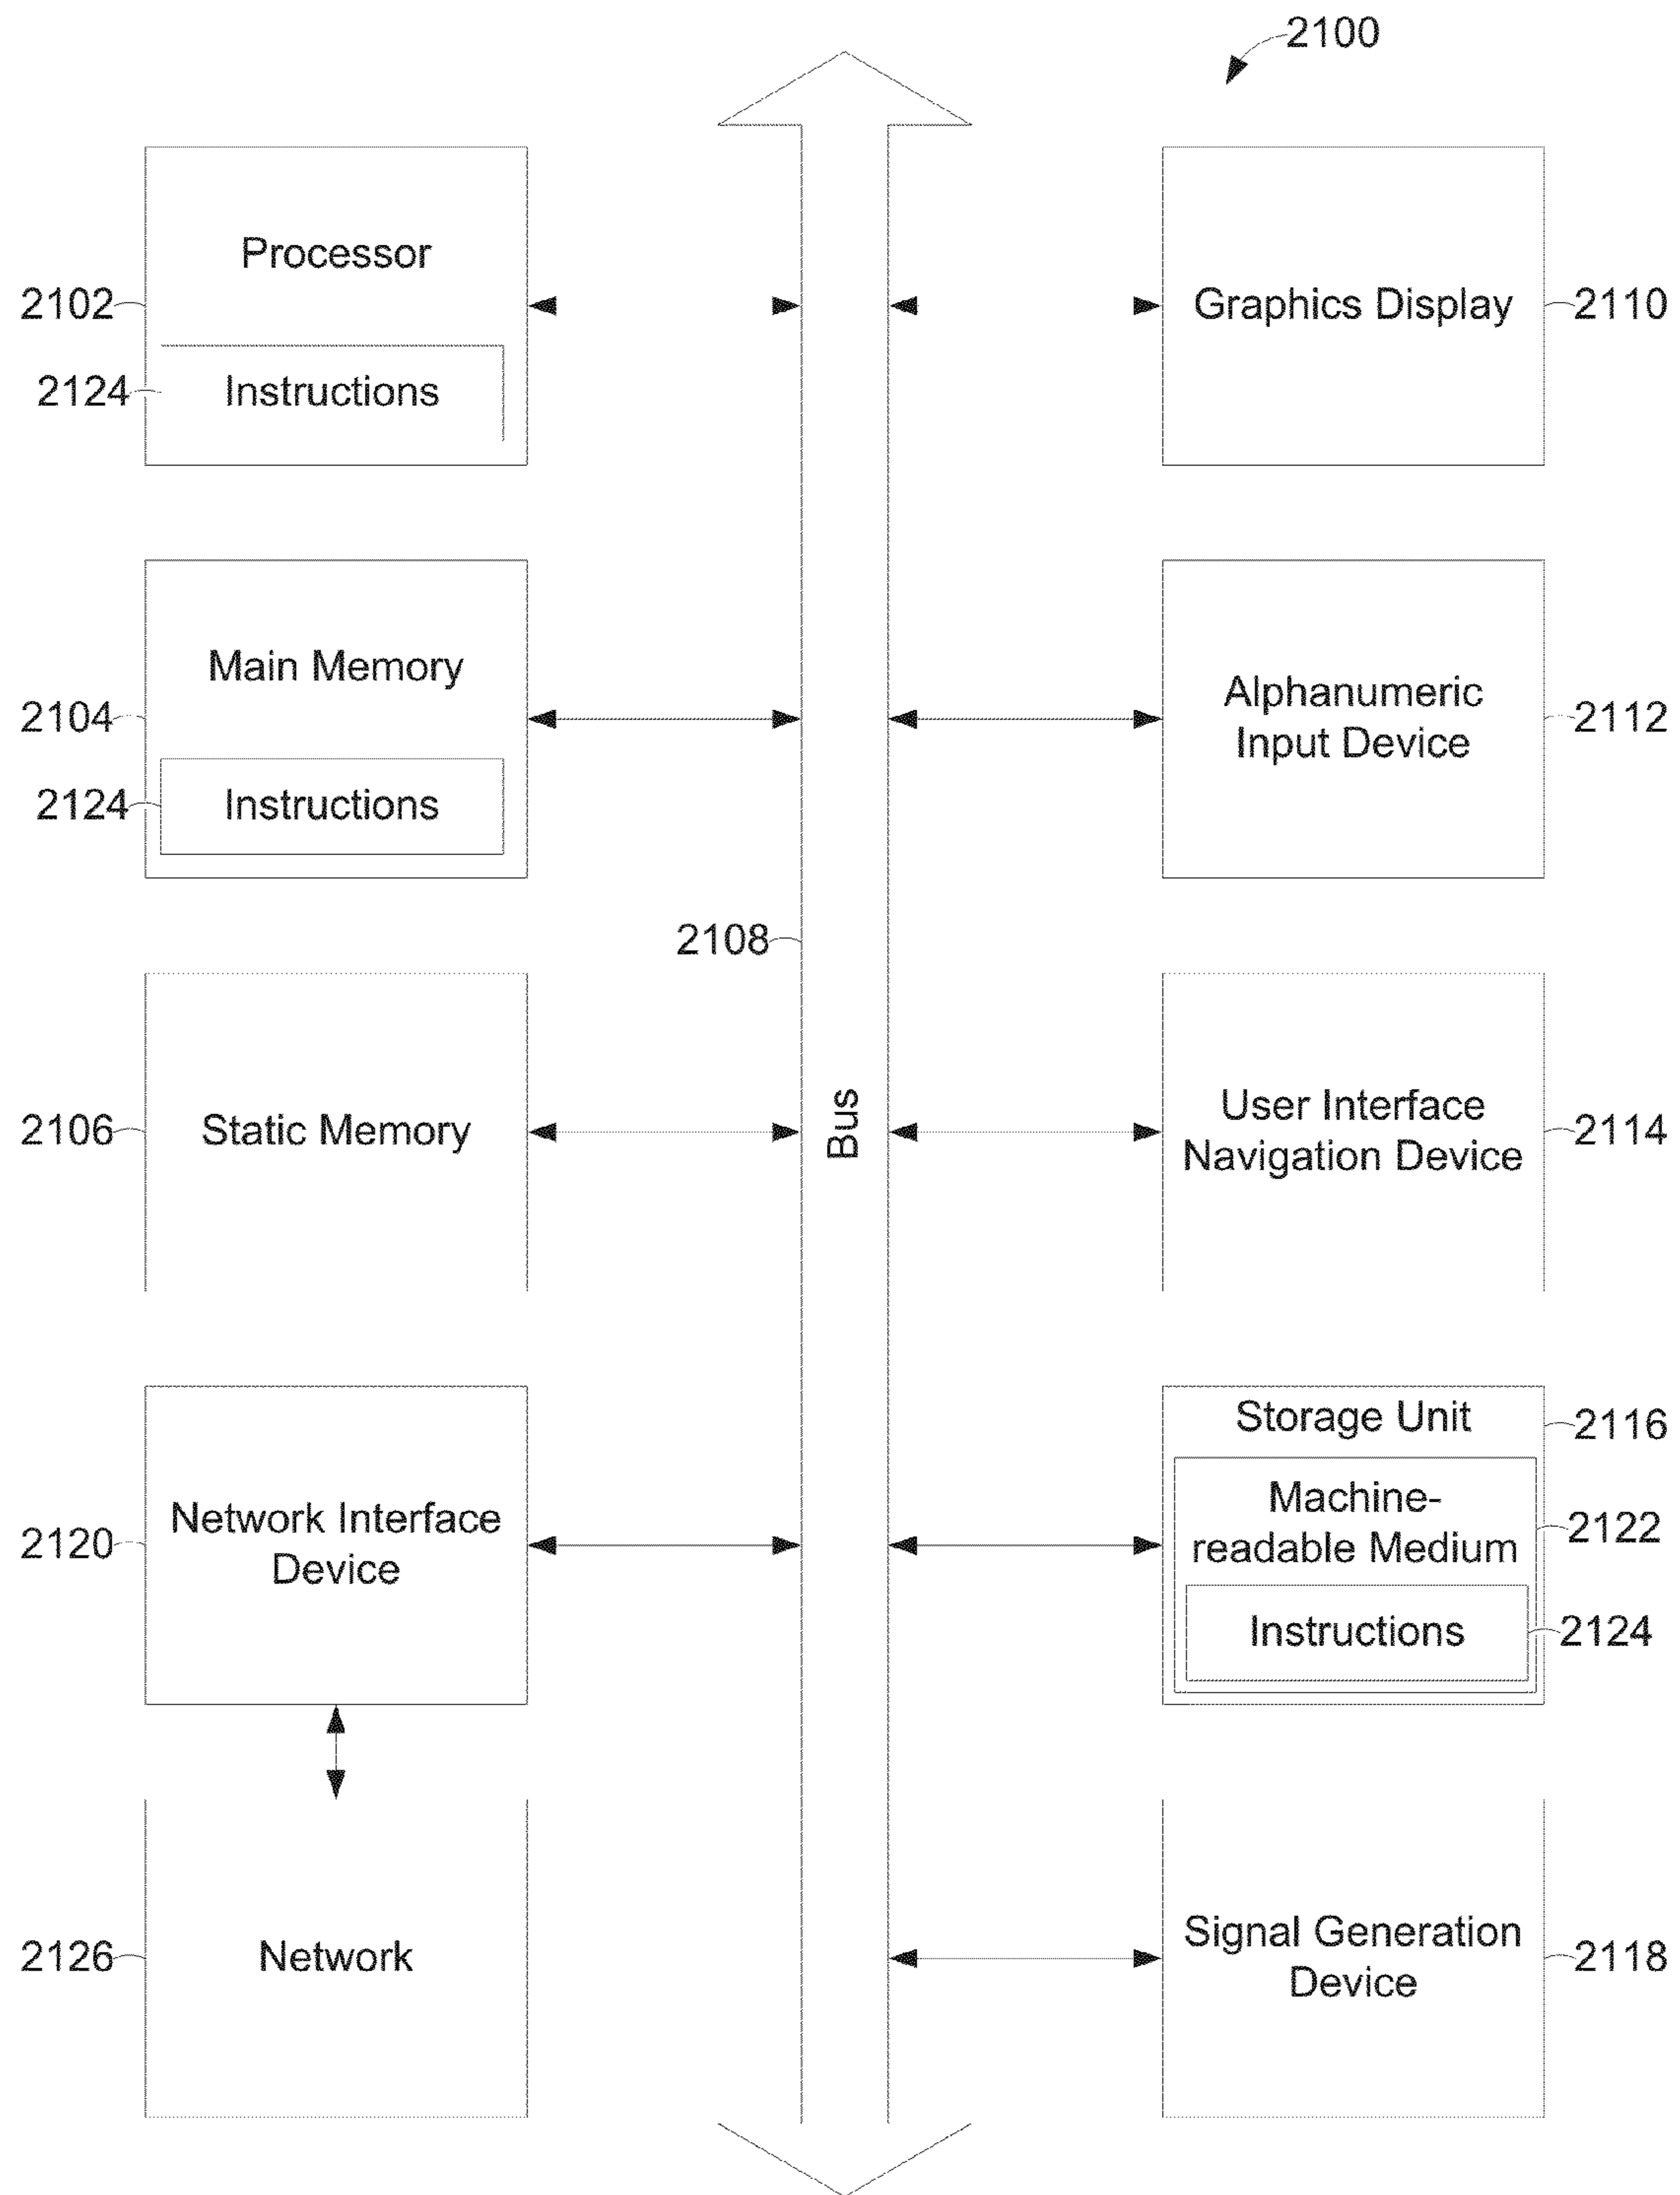 2100
Processor
2102
2124
Instructions
Graphics Display
2110
Main Memory
2104
2124
Instructions
Alphanumeric
Input Device
2112
2108
Bus
Static Memory
2106
User Interface
Navigation Device
2114
Network Interface
Device
2120
Storage Unit
2116
Machine-
readable Medium
2122
Instructions
2124
Network
2126
Signal Generation
Device
2118